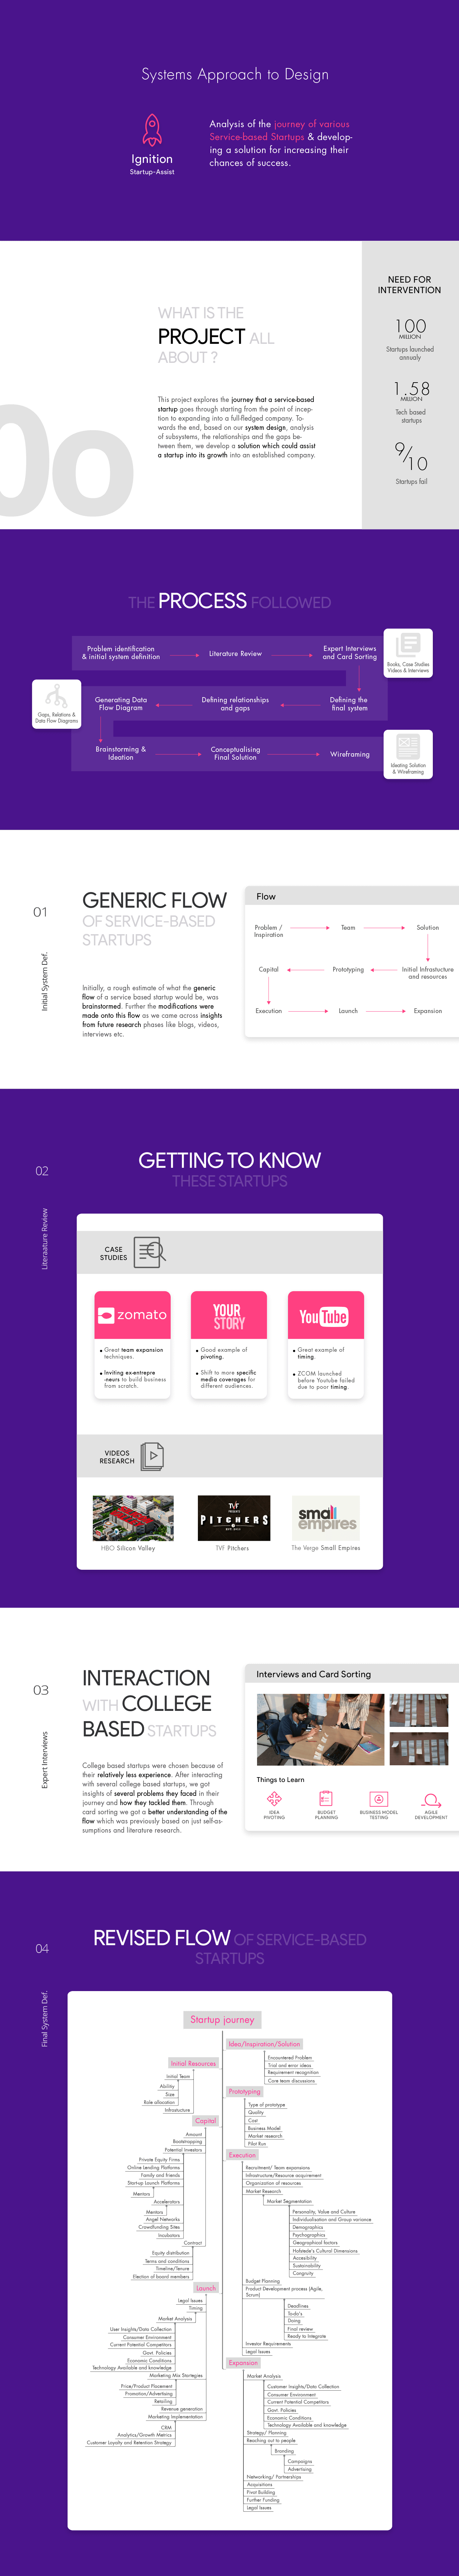 Systems Approach to Design
Ignition
Startup-Assist
Analysis of the journey of various
Service-based Startups & develop-
ing a solution for increasing their
chances of success.
WHAT IS THE
PROJECT ALL
ABOUT ?
This project explores the journey that a service-based
startup goes through starting from the point of incep-
tion to expanding into a full-fledged company. To-
wards the end, based on our system design, analysis
of subsystems, the relationships and the gaps be-
tween them, we develop a solution which could assist
a startup into its growth into an established company.
NEED FOR
INTERVENTION
100
MILLION
Startups launched
annualy
1.58
MILLION
Tech based
startups
9/10
Startups fail
THE PROCESS FOLLOWED
Problem identification
& initial system definition
Literature Review
Expert Interviews
and Card Sorting
Books, Case Studies
Videos & Interviews
Gaps, Relations &
Data Flow Diagrams
Generating Data
Flow Diagram
Defining relationships
and gaps
Defining the
final system
Brainstorming &
Ideation
Conceptualising
Final Solution
Wireframing
Ideating Solution
& Wireframing
01
Initial System Def.
GENERIC FLOW
OF SERVICE-BASED
STARTUPS
Initially, a rough estimate of what the generic
flow of a service based startup would be, was
brainstormed. Further the modifications were
made onto this flow as we came across insights
from future research phases like blogs, videos,
interviews etc.
Flow
Problem /
Inspiration
Team
Solution
Capital
Prototyping
Initial Infrastucture
and resources
Execution
Launch
Expansion
02
Literaature Review
GETTING TO KNOW
THESE STARTUPS
CASE
STUDIES
zomato
YOUR
STORY
YouTube
Great team expansion
techniques.
Inviting ex-entrepre
-neurs to build business
from scratch.
Good example of
pivoting.
Shift to more specific
media coverages for
different audiences.
Great example of
timing.
ZCOM launched
before Youtube failed
due to poor timing.
VIDEOS
RESEARCH
TVF
PITCHERS
small
empires
HBO Silicon Valley
TVF Pitchers
The Verge Small Empires
03
Expert Interviews
INTERACTION
WITH COLLEGE
BASED STARTUPS
College based startups were chosen because of
their relatively less experience. After interacting
with several college based startups, we got
insights of several problems they faced in their
journey and how they tackled them. Through
card sorting we got a better understanding of the
flow which was previously based on just self-as-
sumptions and literature research.
Interviews and Card Sorting
Things to Learn
IDEA
PIVOTING
BUDGET
PLANNING
BUSINESS MODEL
TESTING
AGILE
DEVELOPMENT
04
Final System Def.
REVISED FLOW OF SERVICE-BASED
STARTUPS
Startup journey
Idea/Inspiration/Solution
Encountered Problem
Trial and error ideas
Requirement recognition
Core team discussions
Initial Resources
Initial Team
Ability
Size
Role allocation
Infrastucture
Prototyping
Type of prototype
Quality
Cost
Business Model
Market research
Pilot Run
Capital
Amount
Bootstrapping
Potential Investors
Private Equity Firms
Online Lending Platforms
Family and friends
Start-up Launch Platforms
Mentors
Accelerators
Mentors
Angel Networks
Crowdfunding Sites
Incubators
Contract
Equity distribution
Terms and conditions
Timeline/Tenure
Election of board members
Execution
Recruitment/ Team expansions
Infrastructure/Resource acquirement
Organization of resources
Market Research
Market Segmentation
Personality, Value and Culture
Individualisation and Group variance
Demographics
Psychographics
Geographical factors
Hofstede's Cultural Dimensions
Accesibility
Sustainability
Congruity
Budget Planning
Product Development process (Agile,
Scrum)
Deadlines
To-do's
Doing
Final review
Ready to Integrate
Investor Requirements
Legal Issues
Launch
Legal Issues
Timing
Market Analysis
User Insights/Data Collection
Consumer Environment
Current Potential Competitors
Govt. Policies
Economic Conditions
Technology Available and knowledge
Marketing Mix Strategies
Price/Product Placement
Promotion/Advertising
Retailing
Revenue generation
Marketing Implementation
CRM
Analytics/Growth Metrics
Customer Loyalty and Retention Strategy
Expansion
Market Analysis
Customer Insights/Data Collection
Consumer Environment
Current Potential Competitors
Govt. Policies
Economic Conditions
Technology Available and knowledge
Strategy/ Planning
Reaching out to people
Branding
Campaigns
Advertising
Networking/ Partnerships
Acquisitions
Pivot Building
Further Funding
Legal Issues